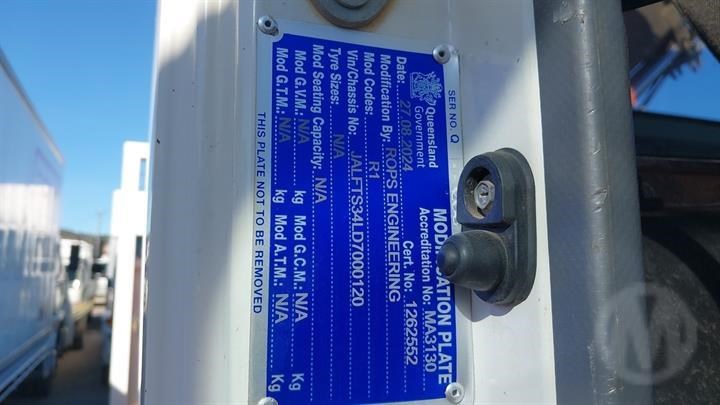 SER No. Q
Queensland
Government
MODIFICATION PLATE
Accreditation No: MA3130
Cert. No: 1262552
Date: 27.08.2024
Modification By: ROPS ENGINEERING
Mod Codes: R1
Vin/Chassis No: JALFTS34LD7000120
Tyre Sizes: N/A
Mod Seating Capacity: N/A
Mod G.V.M.: N/A kg Mod G.C.M.: N/A Kg
Mod G.T.M.: N/A kg Mod A.T.M.: N/A Kg
THIS PLATE NOT TO BE REMOVED